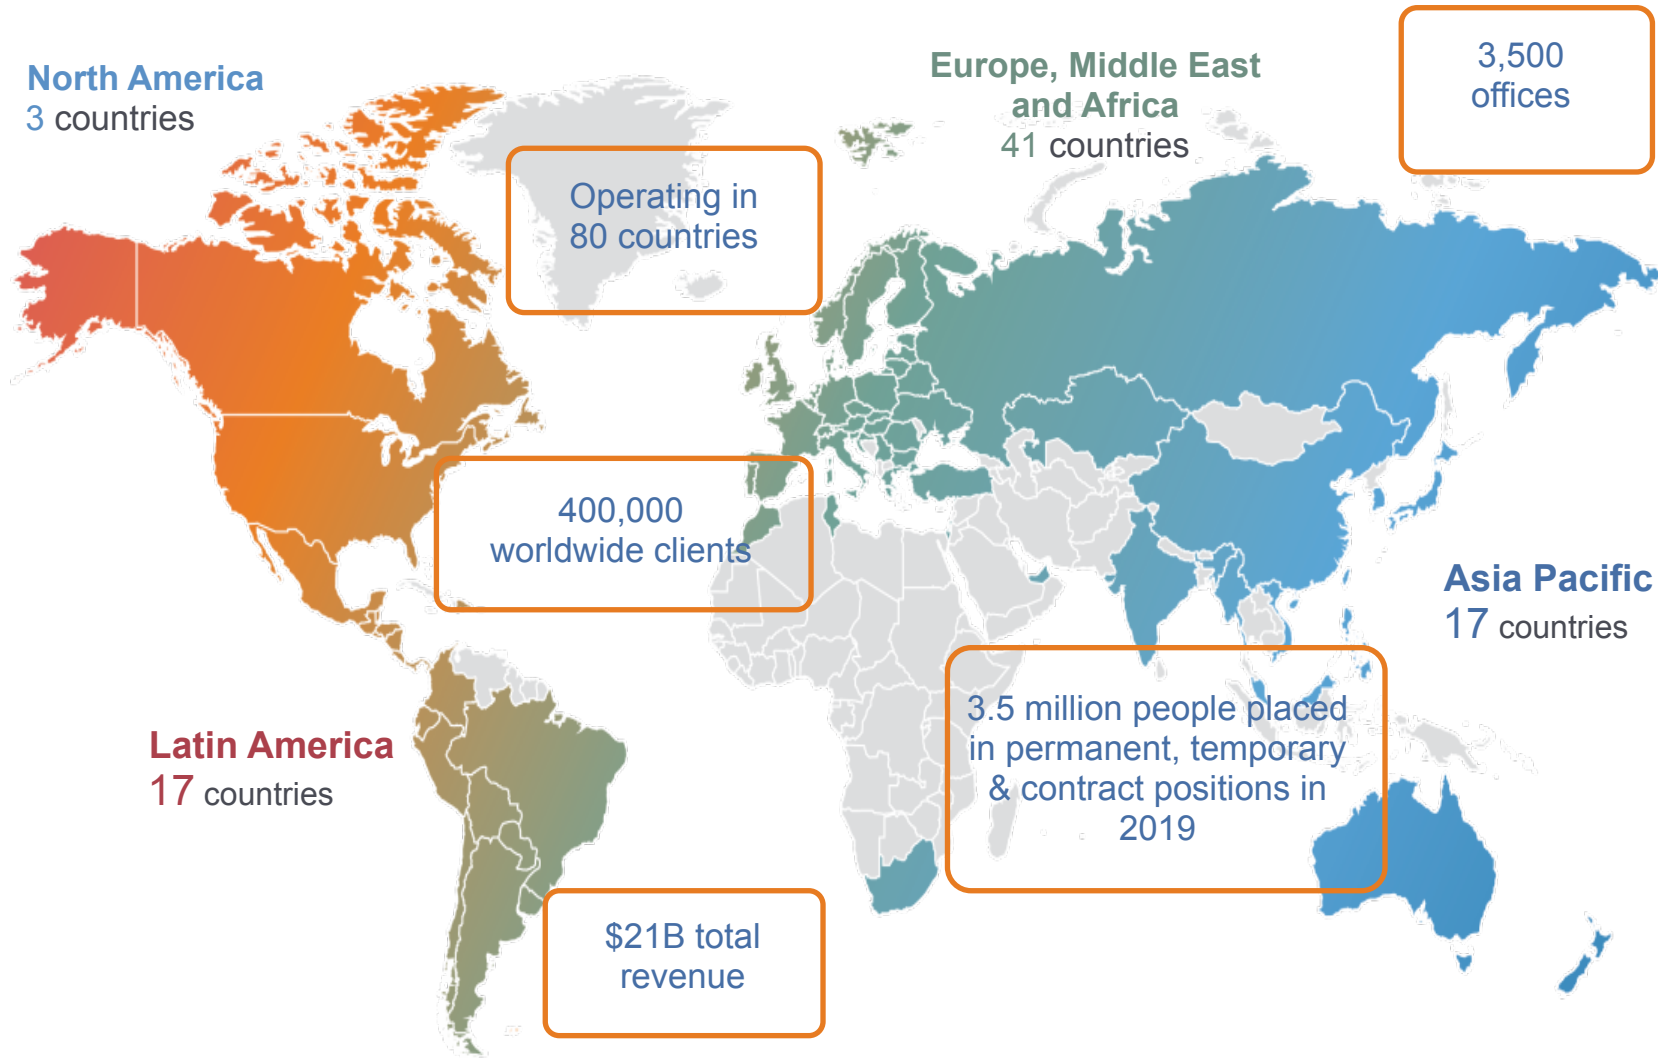 North America
3 countries
Europe, Middle East
and Africa
41 countries
3,500
offices
Operating in
80 countries
400,000
worldwide clients
Asia Pacific
17 countries
3.5 million people placed
in permanent, temporary
& contract positions in
2019
Latin America
17 countries
$21B total
revenue